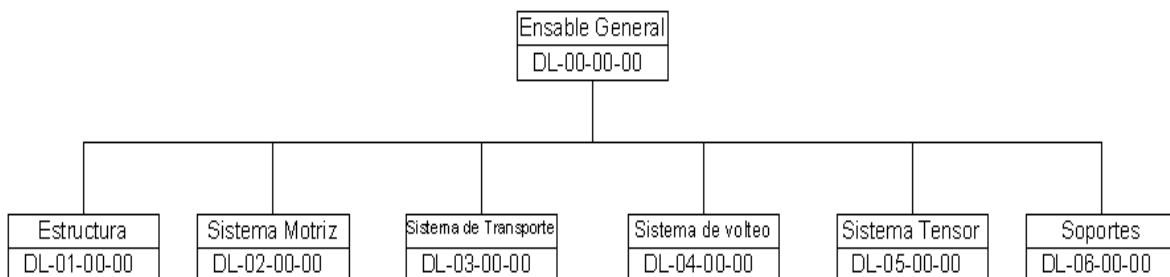 Ensable General
DL-00-00-00
Estructura
DL-01-00-00
Sistema Motriz
DL-02-00-00
Sistema de Transporte
DL-03-00-00
Sistema de volteo
DL-04-00-00
Sistema Tensor
DL-05-00-00
Soportes
DL-06-00-00